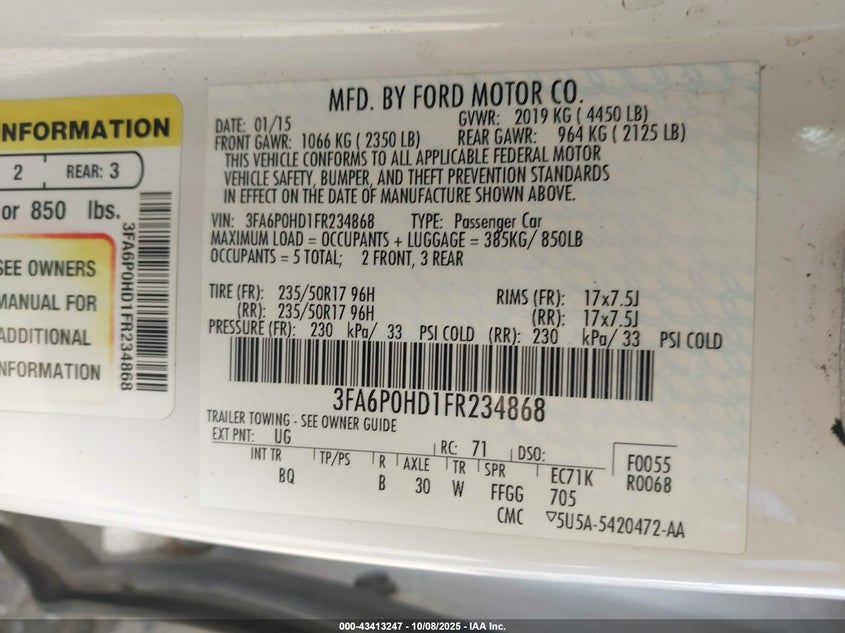 NFORMATION
2 REAR: 3
or 850 lbs.
SEE OWNERS
MANUAL FOR
ADDITIONAL
INFORMATION
3FA6P0HD1FR234868
MFD. BY FORD MOTOR CO.
DATE: 01/15 GVWR: 2019 KG ( 4450 LB)
FRONT GAWR: 1066 KG ( 2350 LB) REAR GAWR: 964 KG ( 2125 LB)
THIS VEHICLE CONFORMS TO ALL APPLICABLE FEDERAL MOTOR
VEHICLE SAFETY, BUMPER, AND THEFT PREVENTION STANDARDS
IN EFFECT ON THE DATE OF MANUFACTURE SHOWN ABOVE.
VIN: 3FA6P0HD1FR234868 TYPE: Passenger Car
MAXIMUM LOAD = OCCUPANTS + LUGGAGE = 385KG/ 850LB
OCCUPANTS = 5 TOTAL; 2 FRONT, 3 REAR
TIRE (FR): 235/50R17 96H RIMS (FR): 17x7.5J
(RR): 235/50R17 96H (RR): 17x7.5J
PRESSURE (FR): 230 kPa/ 33 PSI COLD (RR): 230 kPa/ 33 PSI COLD
3FA6P0HD1FR234868
TRAILER TOWING - SEE OWNER GUIDE
EXT PNT: UG RC: 71 DSO: F0055
INT TR TP/PS R AXLE TR SPR EC71K R0068
BQ B 30 W FFGG 705
CMC ▽5U5A-5420472-AA
000-43413247 - 10/08/2025 - IAA Inc.